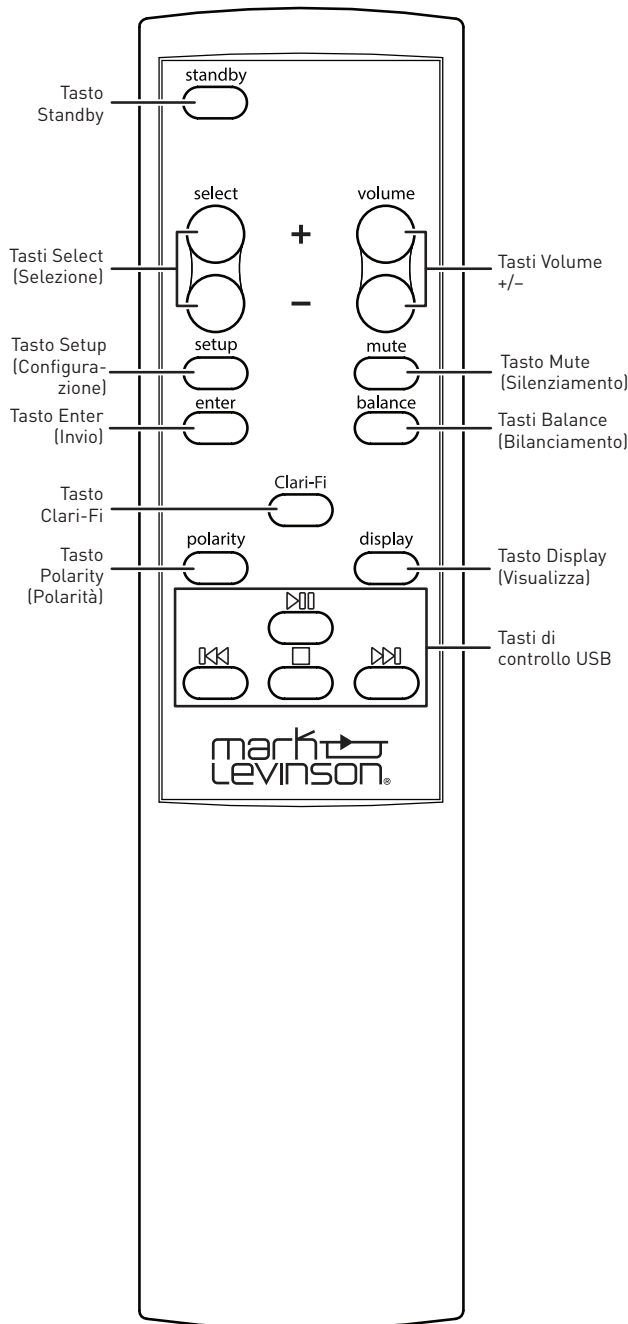 standby
Tasto
Standby
select
volume
+
Tasti Select
(Selezione)
Tasti Volume
+/–
–
setup
mute
Tasto Setup
(Configura-
zione)
Tasto Mute
(Silenziamento)
enter
balance
Tasto Enter
(Invio)
Tasti Balance
(Bilanciamento)
Clari-Fi
Tasto
Clari-Fi
polarity
display
Tasto
Polarity
(Polarità)
Tasto Display
(Visualizza)
Tasti di
controllo USB
mark
Levinson®